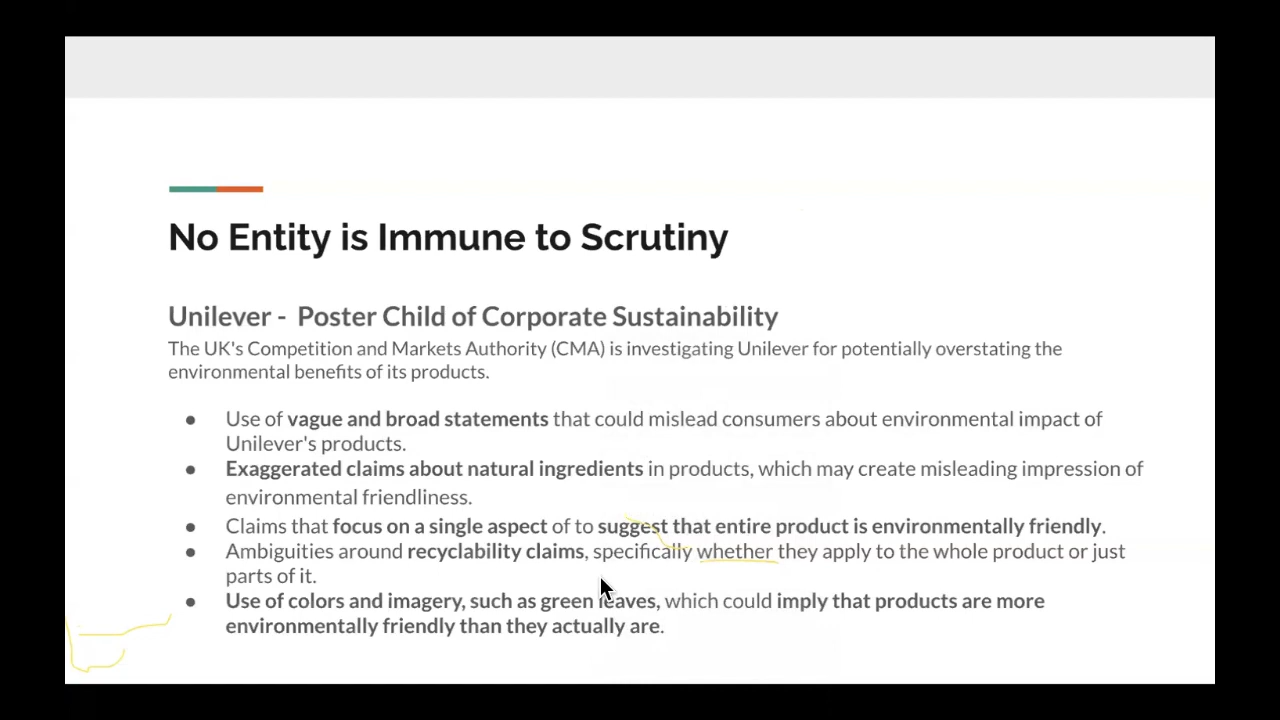 No Entity is Immune to Scrutiny
Unilever - Poster Child of Corporate Sustainability
The UK's Competition and Markets Authority (CMA) is investigating Unilever for potentially overstating the
environmental benefits of its products.
● Use of vague and broad statements that could mislead consumers about environmental impact of
Unilever's products.
● Exaggerated claims about natural ingredients in products, which may create misleading impression of
environmental friendliness.
● Claims that focus on a single aspect of to suggest that entire product is environmentally friendly.
● Ambiguities around recyclability claims, specifically whether they apply to the whole product or just
parts of it.
● Use of colors and imagery, such as green leaves, which could imply that products are more
environmentally friendly than they actually are.